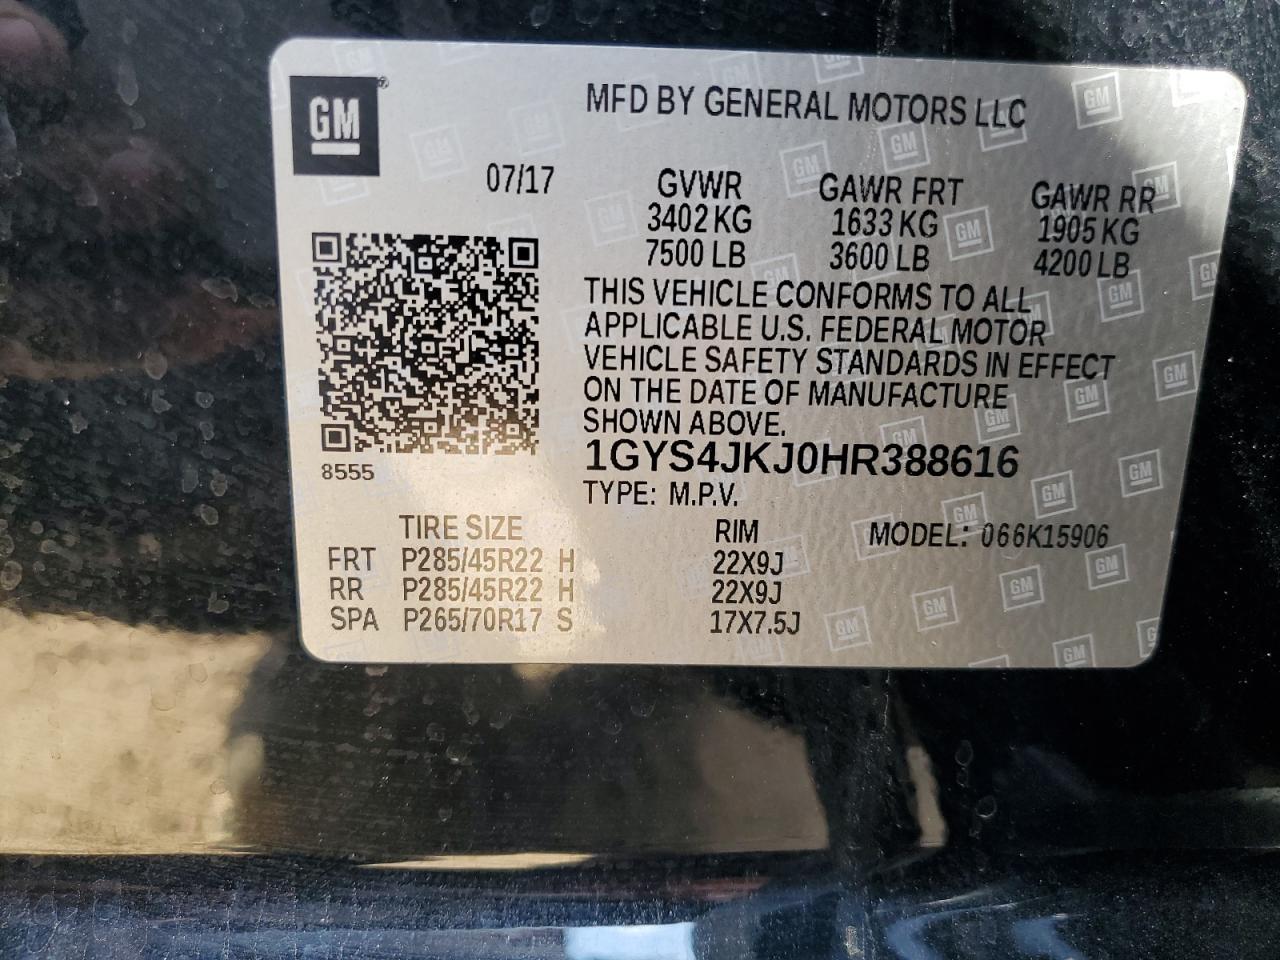 GM®
MFD BY GENERAL MOTORS LLC
07/17
GVWR GAWR FRT GAWR RR
3402 KG 1633 KG 1905 KG
7500 LB 3600 LB 4200 LB
THIS VEHICLE CONFORMS TO ALL
APPLICABLE U.S. FEDERAL MOTOR
VEHICLE SAFETY STANDARDS IN EFFECT
ON THE DATE OF MANUFACTURE
SHOWN ABOVE.
1GYS4JKJ0HR388616
8555
TYPE: M.P.V.
TIRE SIZE RIM MODEL: 066K15906
FRT P285/45R22 H 22X9J
RR P285/45R22 H 22X9J
SPA P265/70R17 S 17X7.5J